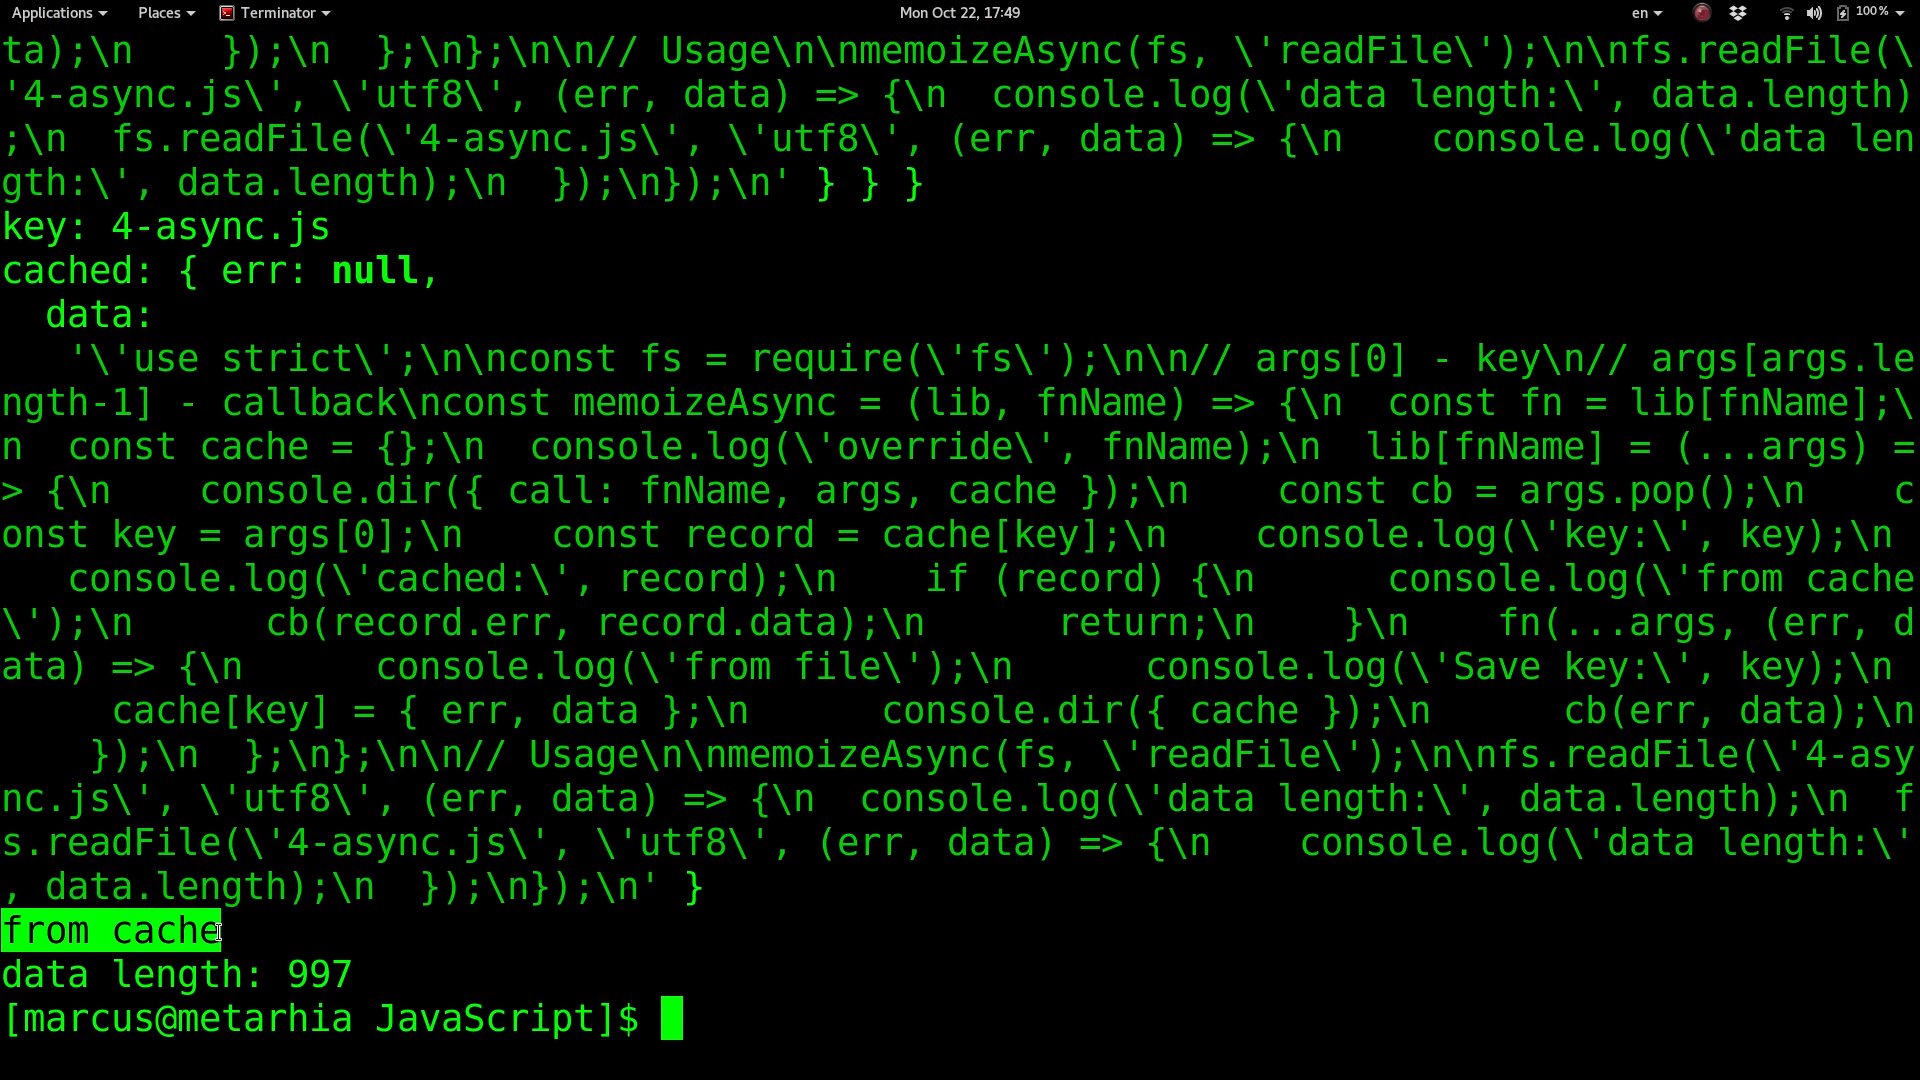 Applications Places Terminator Mon Oct 22, 17:49 en 100%
ta);\n    });\n  };\n};\n\n// Usage\n\nmemoizeAsync(fs, \'readFile\');\n\nfs.readFile(\
'4-async.js\', \'utf8\', (err, data) => {\n  console.log(\'data length:\', data.length)
;\n  fs.readFile(\'4-async.js\', \'utf8\', (err, data) => {\n    console.log(\'data len
gth:\', data.length);\n  });\n});\n' } } }
key: 4-async.js
cached: { err: null,
  data:
   '\'use strict\';\n\nconst fs = require(\'fs\');\n\n// args[0] - key\n// args[args.le
ngth-1] - callback\nconst memoizeAsync = (lib, fnName) => {\n  const fn = lib[fnName];\
n  const cache = {};\n  console.log(\'override\', fnName);\n  lib[fnName] = (...args) =
> {\n    console.dir({ call: fnName, args, cache });\n    const cb = args.pop();\n    c
onst key = args[0];\n    const record = cache[key];\n    console.log(\'key:\', key);\n
   console.log(\'cached:\', record);\n    if (record) {\n      console.log(\'from cache
\');\n      cb(record.err, record.data);\n      return;\n    }\n    fn(...args, (err, d
ata) => {\n      console.log(\'from file\');\n      console.log(\'Save key:\', key);\n
     cache[key] = { err, data };\n      console.dir({ cache });\n      cb(err, data);\n
    });\n  };\n};\n\n// Usage\n\nmemoizeAsync(fs, \'readFile\');\n\nfs.readFile(\'4-asy
nc.js\', \'utf8\', (err, data) => {\n  console.log(\'data length:\', data.length);\n  f
s.readFile(\'4-async.js\', \'utf8\', (err, data) => {\n    console.log(\'data length:\'
, data.length);\n  });\n});\n' }
from cache
data length: 997
[marcus@metarhia JavaScript]$